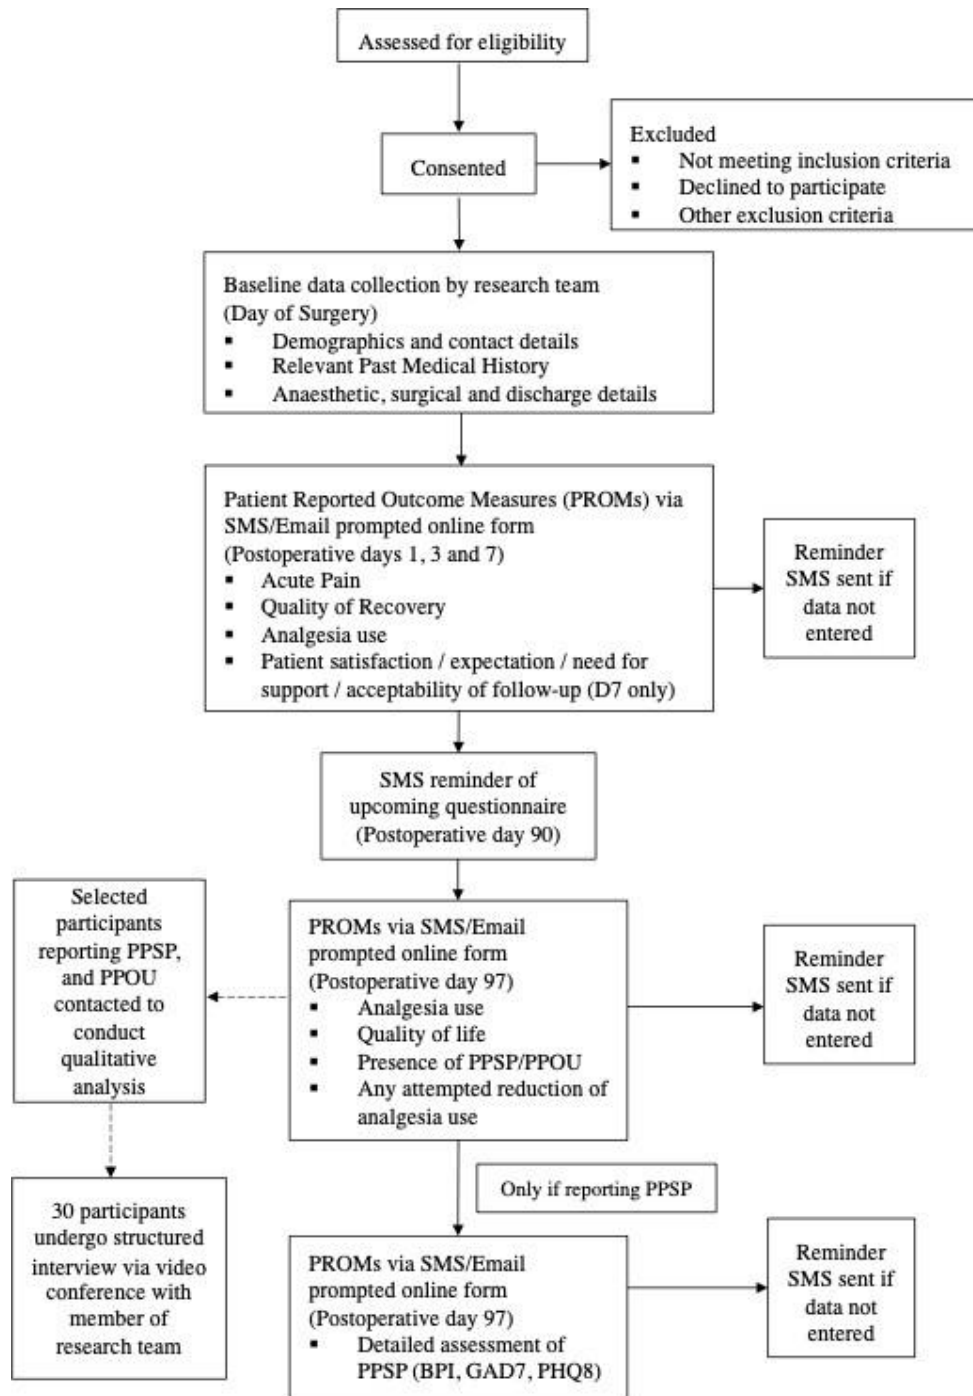 Assessed for eligibility
Consented
Excluded
▪ Not meeting inclusion criteria
▪ Declined to participate
▪ Other exclusion criteria
Baseline data collection by research team
(Day of Surgery)
▪ Demographics and contact details
▪ Relevant Past Medical History
▪ Anaesthetic, surgical and discharge details
Patient Reported Outcome Measures (PROMs) via
SMS/Email prompted online form
(Postoperative days 1, 3 and 7)
▪ Acute Pain
▪ Quality of Recovery
▪ Analgesia use
▪ Patient satisfaction / expectation / need for
support / acceptability of follow-up (D7 only)
Reminder
SMS sent if
data not
entered
SMS reminder of
upcoming questionnaire
(Postoperative day 90)
Selected
participants
reporting PPSP,
and PPOU
contacted to
conduct
qualitative
analysis
PROMs via SMS/Email
prompted online form
(Postoperative day 97)
▪ Analgesia use
▪ Quality of life
▪ Presence of PPSP/PPOU
▪ Any attempted reduction of
analgesia use
Reminder
SMS sent if
data not
entered
Only if reporting PPSP
30 participants
undergo structured
interview via video
conference with
member of
research team
PROMs via SMS/Email
prompted online form
(Postoperative day 97)
▪ Detailed assessment of
PPSP (BPI, GAD7, PHQ8)
Reminder
SMS sent if
data not
entered